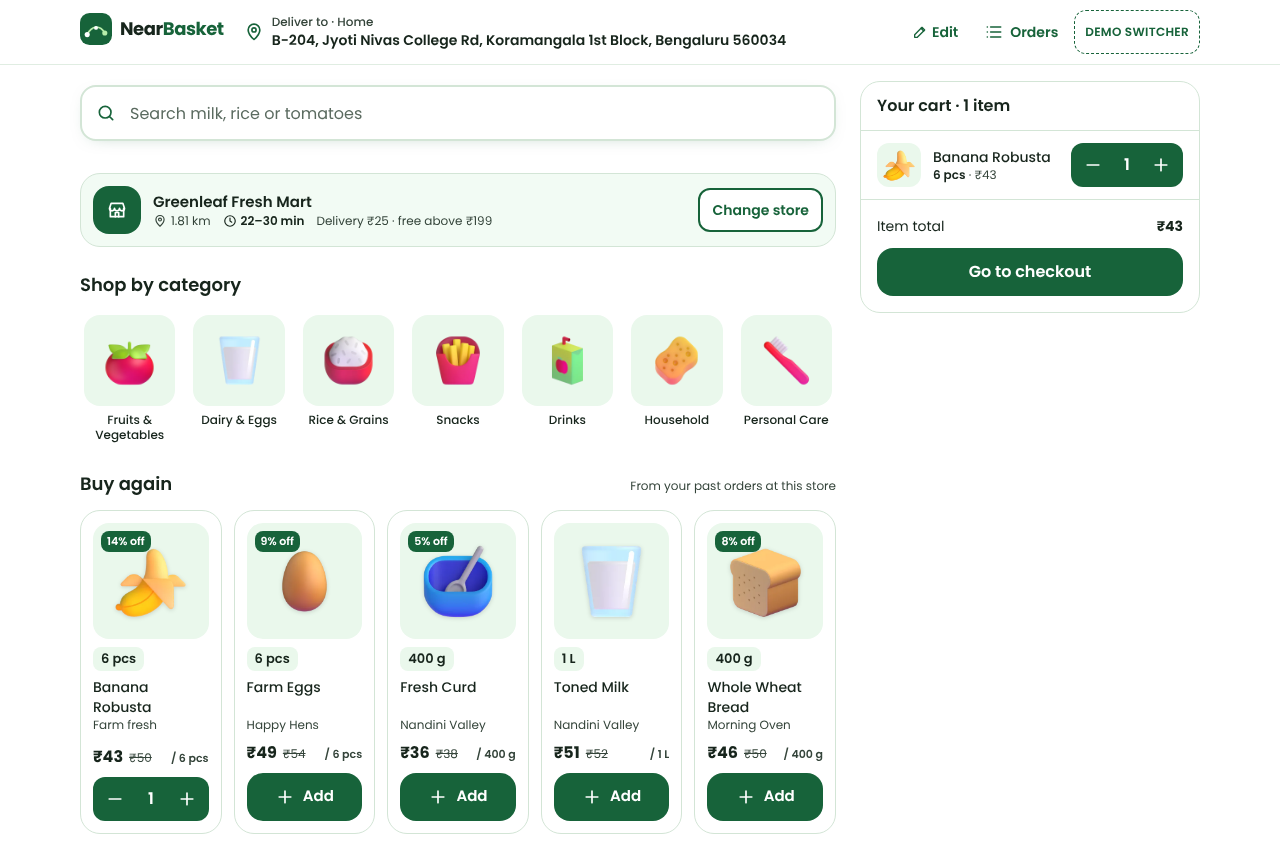 NearBasket
Deliver to · Home
B-204, Jyoti Nivas College Rd, Koramangala 1st Block, Bengaluru 560034
Edit
Orders
DEMO SWITCHER
Search milk, rice or tomatoes
Greenleaf Fresh Mart
1.81 km 22–30 min Delivery ₹25 · free above ₹199
Change store
Shop by category
Fruits &
Vegetables
Dairy & Eggs
Rice & Grains
Snacks
Drinks
Household
Personal Care
Buy again
From your past orders at this store
14% off
6 pcs
Banana
Robusta
Farm fresh
₹43 ₹50 / 6 pcs
1
9% off
6 pcs
Farm Eggs
Happy Hens
₹49 ₹54 / 6 pcs
Add
5% off
400 g
Fresh Curd
Nandini Valley
₹36 ₹38 / 400 g
Add
1 L
Toned Milk
Nandini Valley
₹51 ₹52 / 1 L
Add
8% off
400 g
Whole Wheat
Bread
Morning Oven
₹46 ₹50 / 400 g
Add
Your cart · 1 item
Banana Robusta
6 pcs · ₹43
1
Item total ₹43
Go to checkout